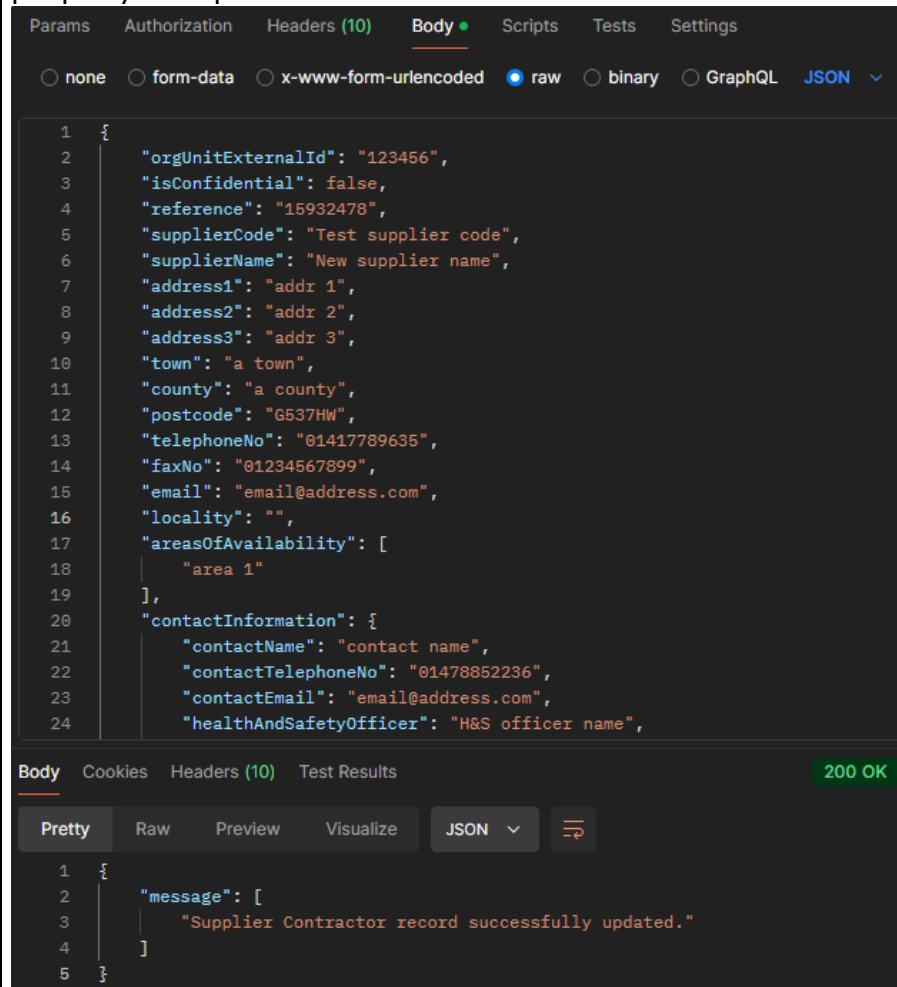 Params Authorization Headers (10) Body Scripts Tests Settings
none form-data x-www-form-urlencoded raw binary GraphQL JSON
1 {
2 "orgUnitExternalId": "123456",
3 "isConfidential": false,
4 "reference": "15932478",
5 "supplierCode": "Test supplier code",
6 "supplierName": "New supplier name",
7 "address1": "addr 1",
8 "address2": "addr 2",
9 "address3": "addr 3",
10 "town": "a town",
11 "county": "a county",
12 "postcode": "G537HW",
13 "telephoneNo": "01417789635",
14 "faxNo": "01234567899",
15 "email": "email@address.com",
16 "locality": "",
17 "areasOfAvailability": [
18 "area 1"
19 ],
20 "contactInformation": {
21 "contactName": "contact name",
22 "contactTelephoneNo": "01478852236",
23 "contactEmail": "email@address.com",
24 "healthAndSafetyOfficer": "H&S officer name",
Body Cookies Headers (10) Test Results 200 OK
Pretty Raw Preview Visualize JSON
1 {
2 "message": [
3 "Supplier Contractor record successfully updated."
4 ]
5 }